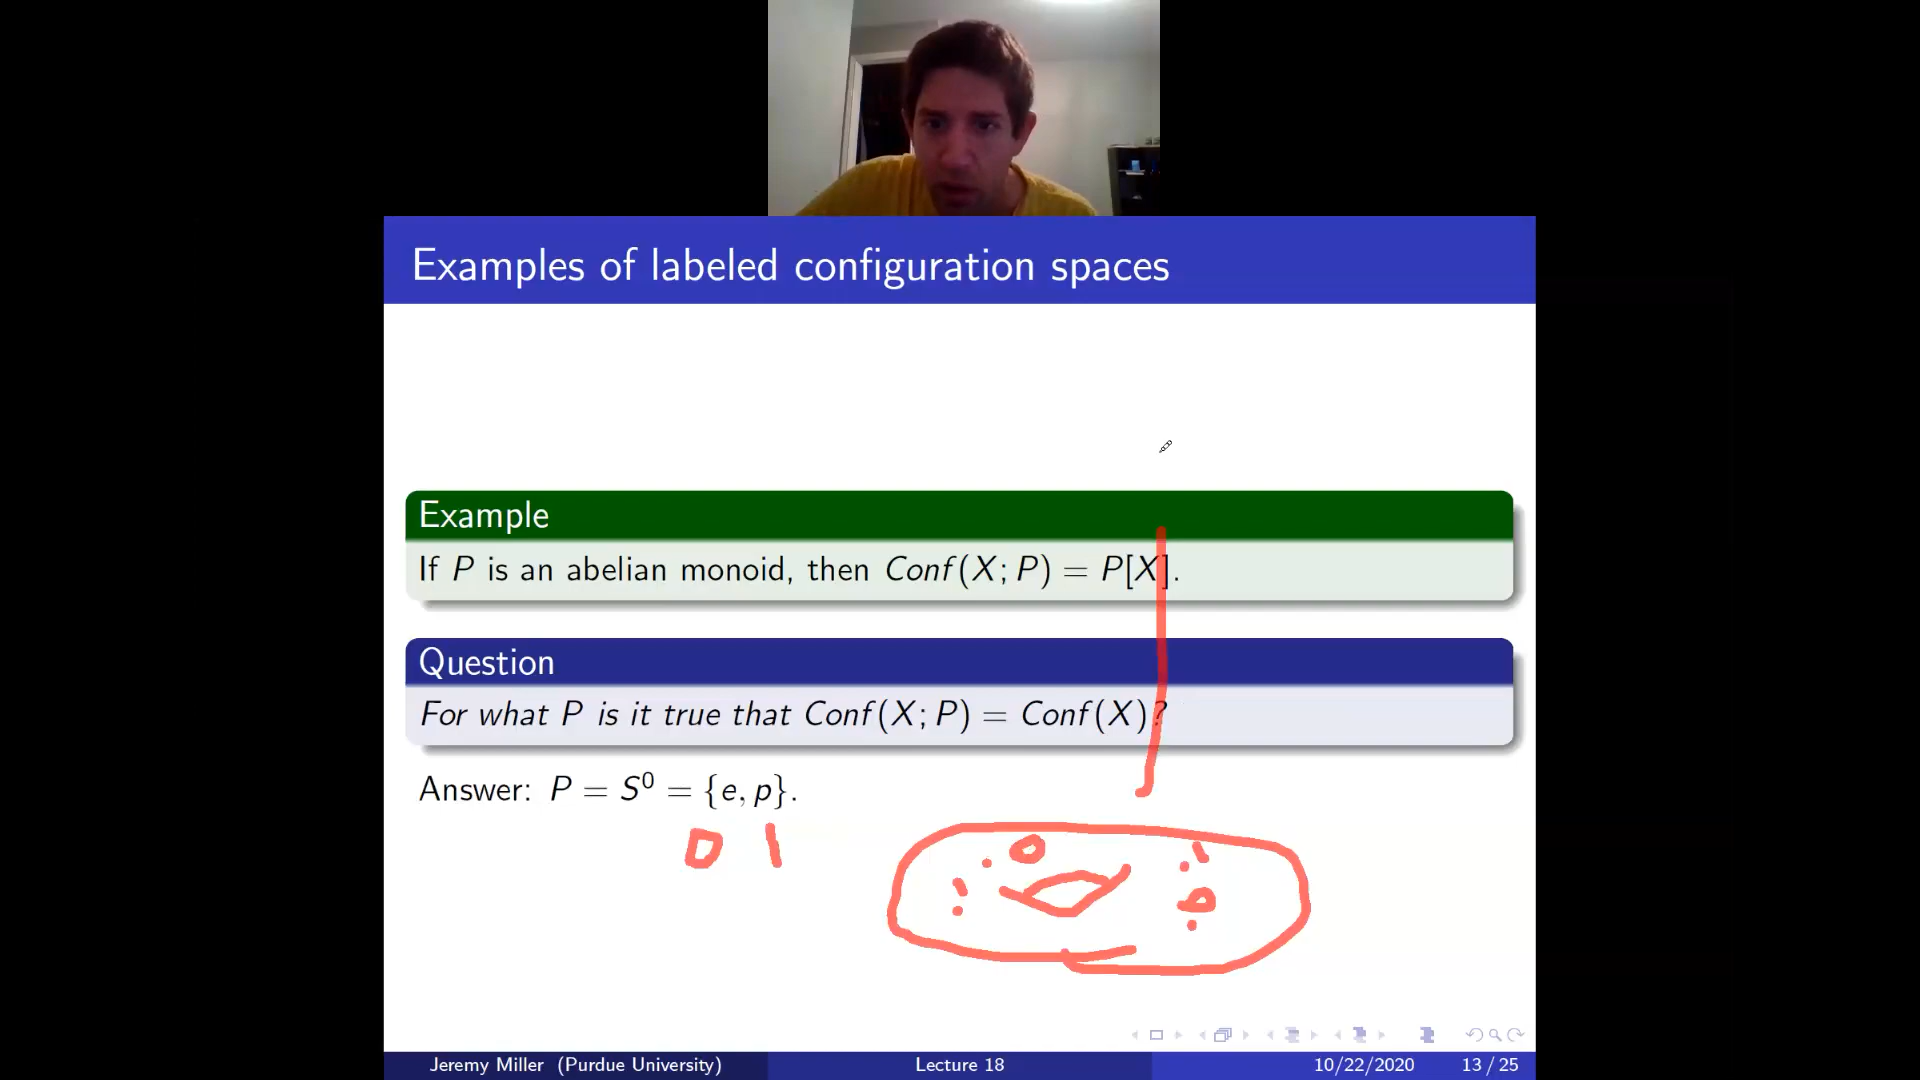 Examples of labeled configuration spaces
Example
If P is an abelian monoid, then Conf(X; P) = P[X].
Question
For what P is it true that Conf(X; P) = Conf(X)?
Answer: P = S⁰ = {e, p}.
0 1
Jeremy Miller (Purdue University) Lecture 18 10/22/2020 13 / 25